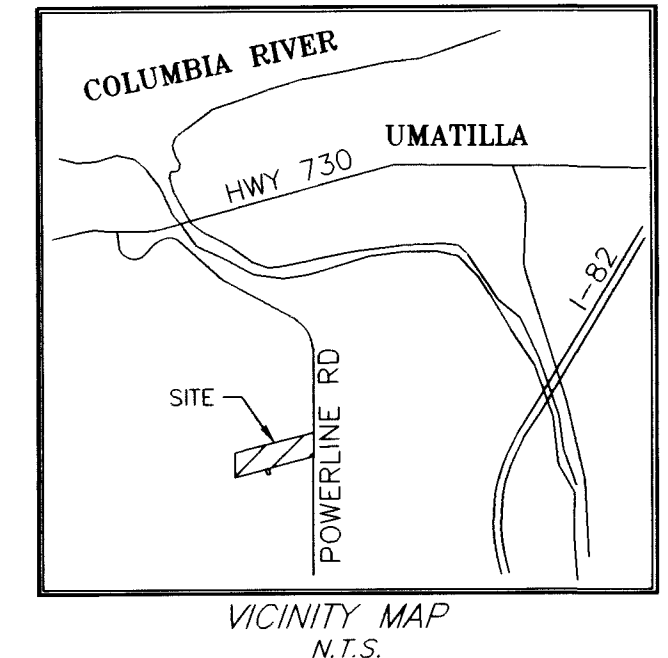 COLUMBIA RIVER
UMATILLA
HWY 730
I-82
SITE
POWERLINE RD
VICINITY MAP
N.T.S.